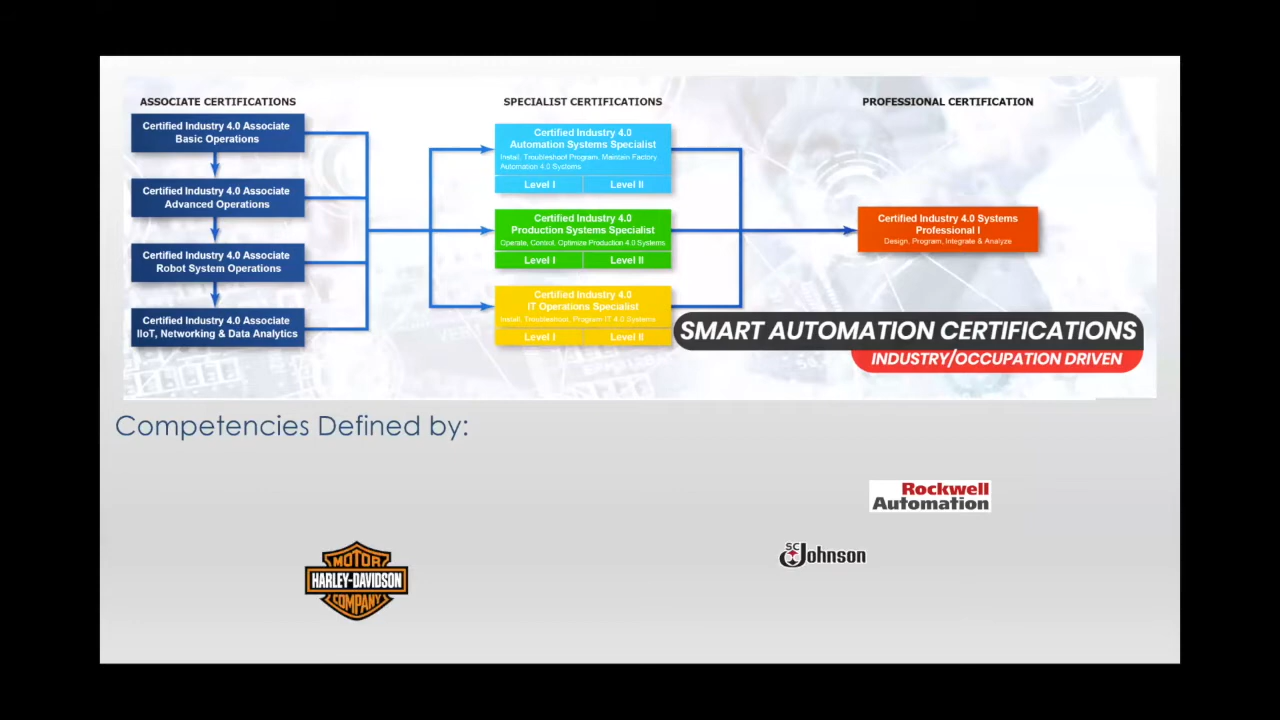 ASSOCIATE CERTIFICATIONS
Certified Industry 4.0 Associate
Basic Operations
Certified Industry 4.0 Associate
Advanced Operations
Certified Industry 4.0 Associate
Robot System Operations
Certified Industry 4.0 Associate
IIoT, Networking & Data Analytics
SPECIALIST CERTIFICATIONS
Certified Industry 4.0
Automation Systems Specialist
Install, Troubleshoot Program, Maintain Factory
Automation 4.0 Systems
Level I
Level II
Certified Industry 4.0
Production Systems Specialist
Operate, Control, Optimize Production 4.0 Systems
Level I
Level II
Certified Industry 4.0
IT Operations Specialist
Install, Troubleshoot, Program IT 4.0 Systems
Level I
Level II
PROFESSIONAL CERTIFICATION
Certified Industry 4.0 Systems
Professional I
Design, Program, Integrate & Analyze
SMART AUTOMATION CERTIFICATIONS
INDUSTRY/OCCUPATION DRIVEN
Competencies Defined by:
Rockwell
Automation
SC
Johnson
MOTOR
HARLEY-DAVIDSON
COMPANY